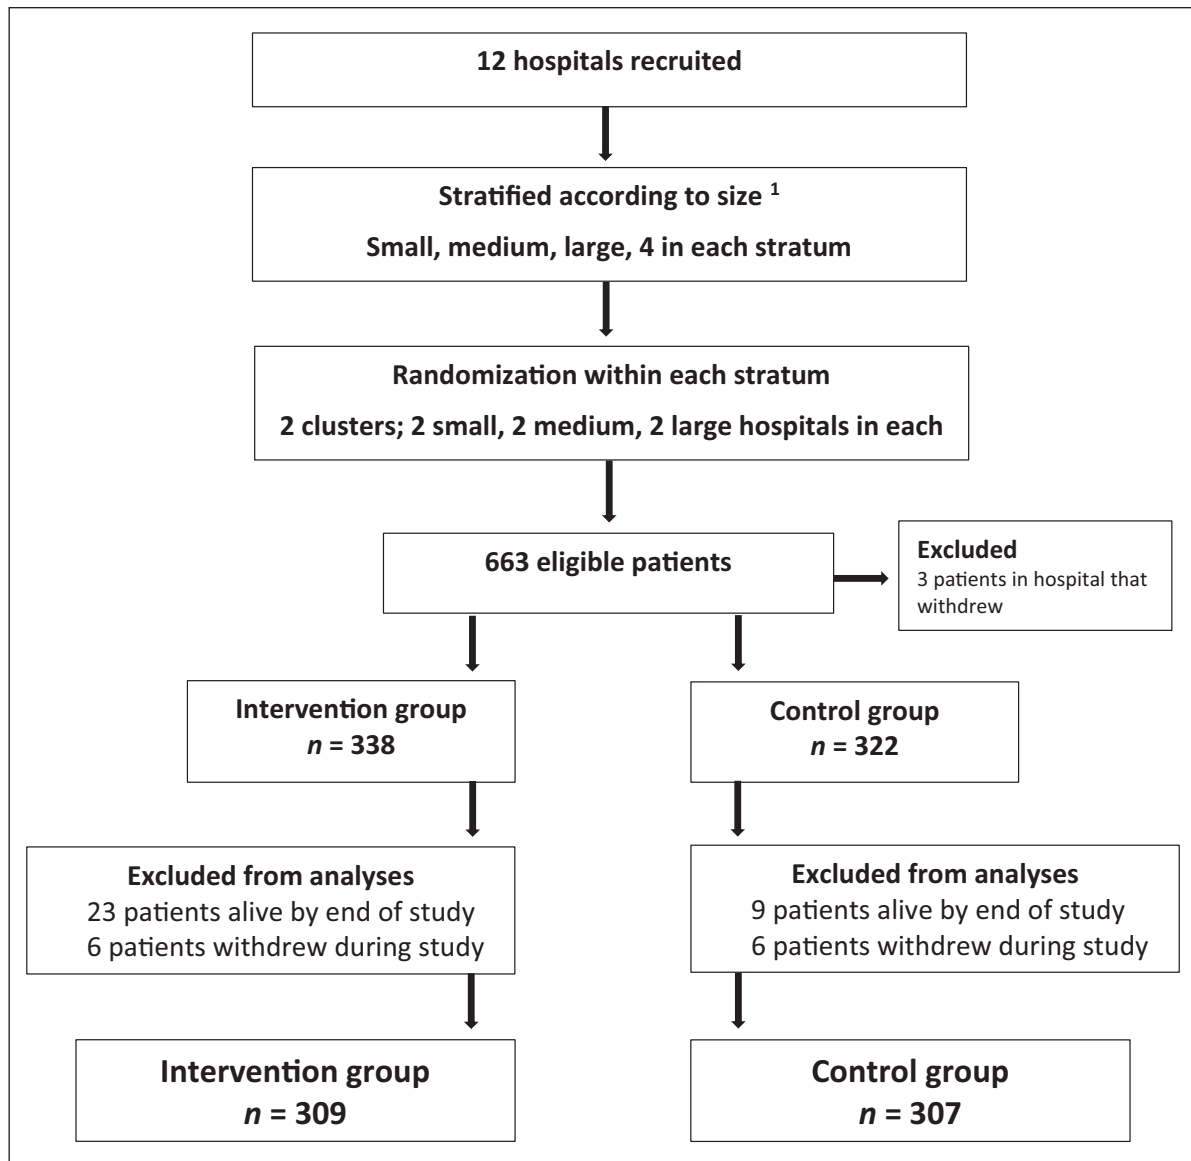 12 hospitals recruited
Stratified according to size 1
Small, medium, large, 4 in each stratum
Randomization within each stratum
2 clusters; 2 small, 2 medium, 2 large hospitals in each
663 eligible patients
Excluded
3 patients in hospital that
withdrew
Intervention group
n = 338
Control group
n = 322
Excluded from analyses
23 patients alive by end of study
6 patients withdrew during study
Excluded from analyses
9 patients alive by end of study
6 patients withdrew during study
Intervention group
n = 309
Control group
n = 307